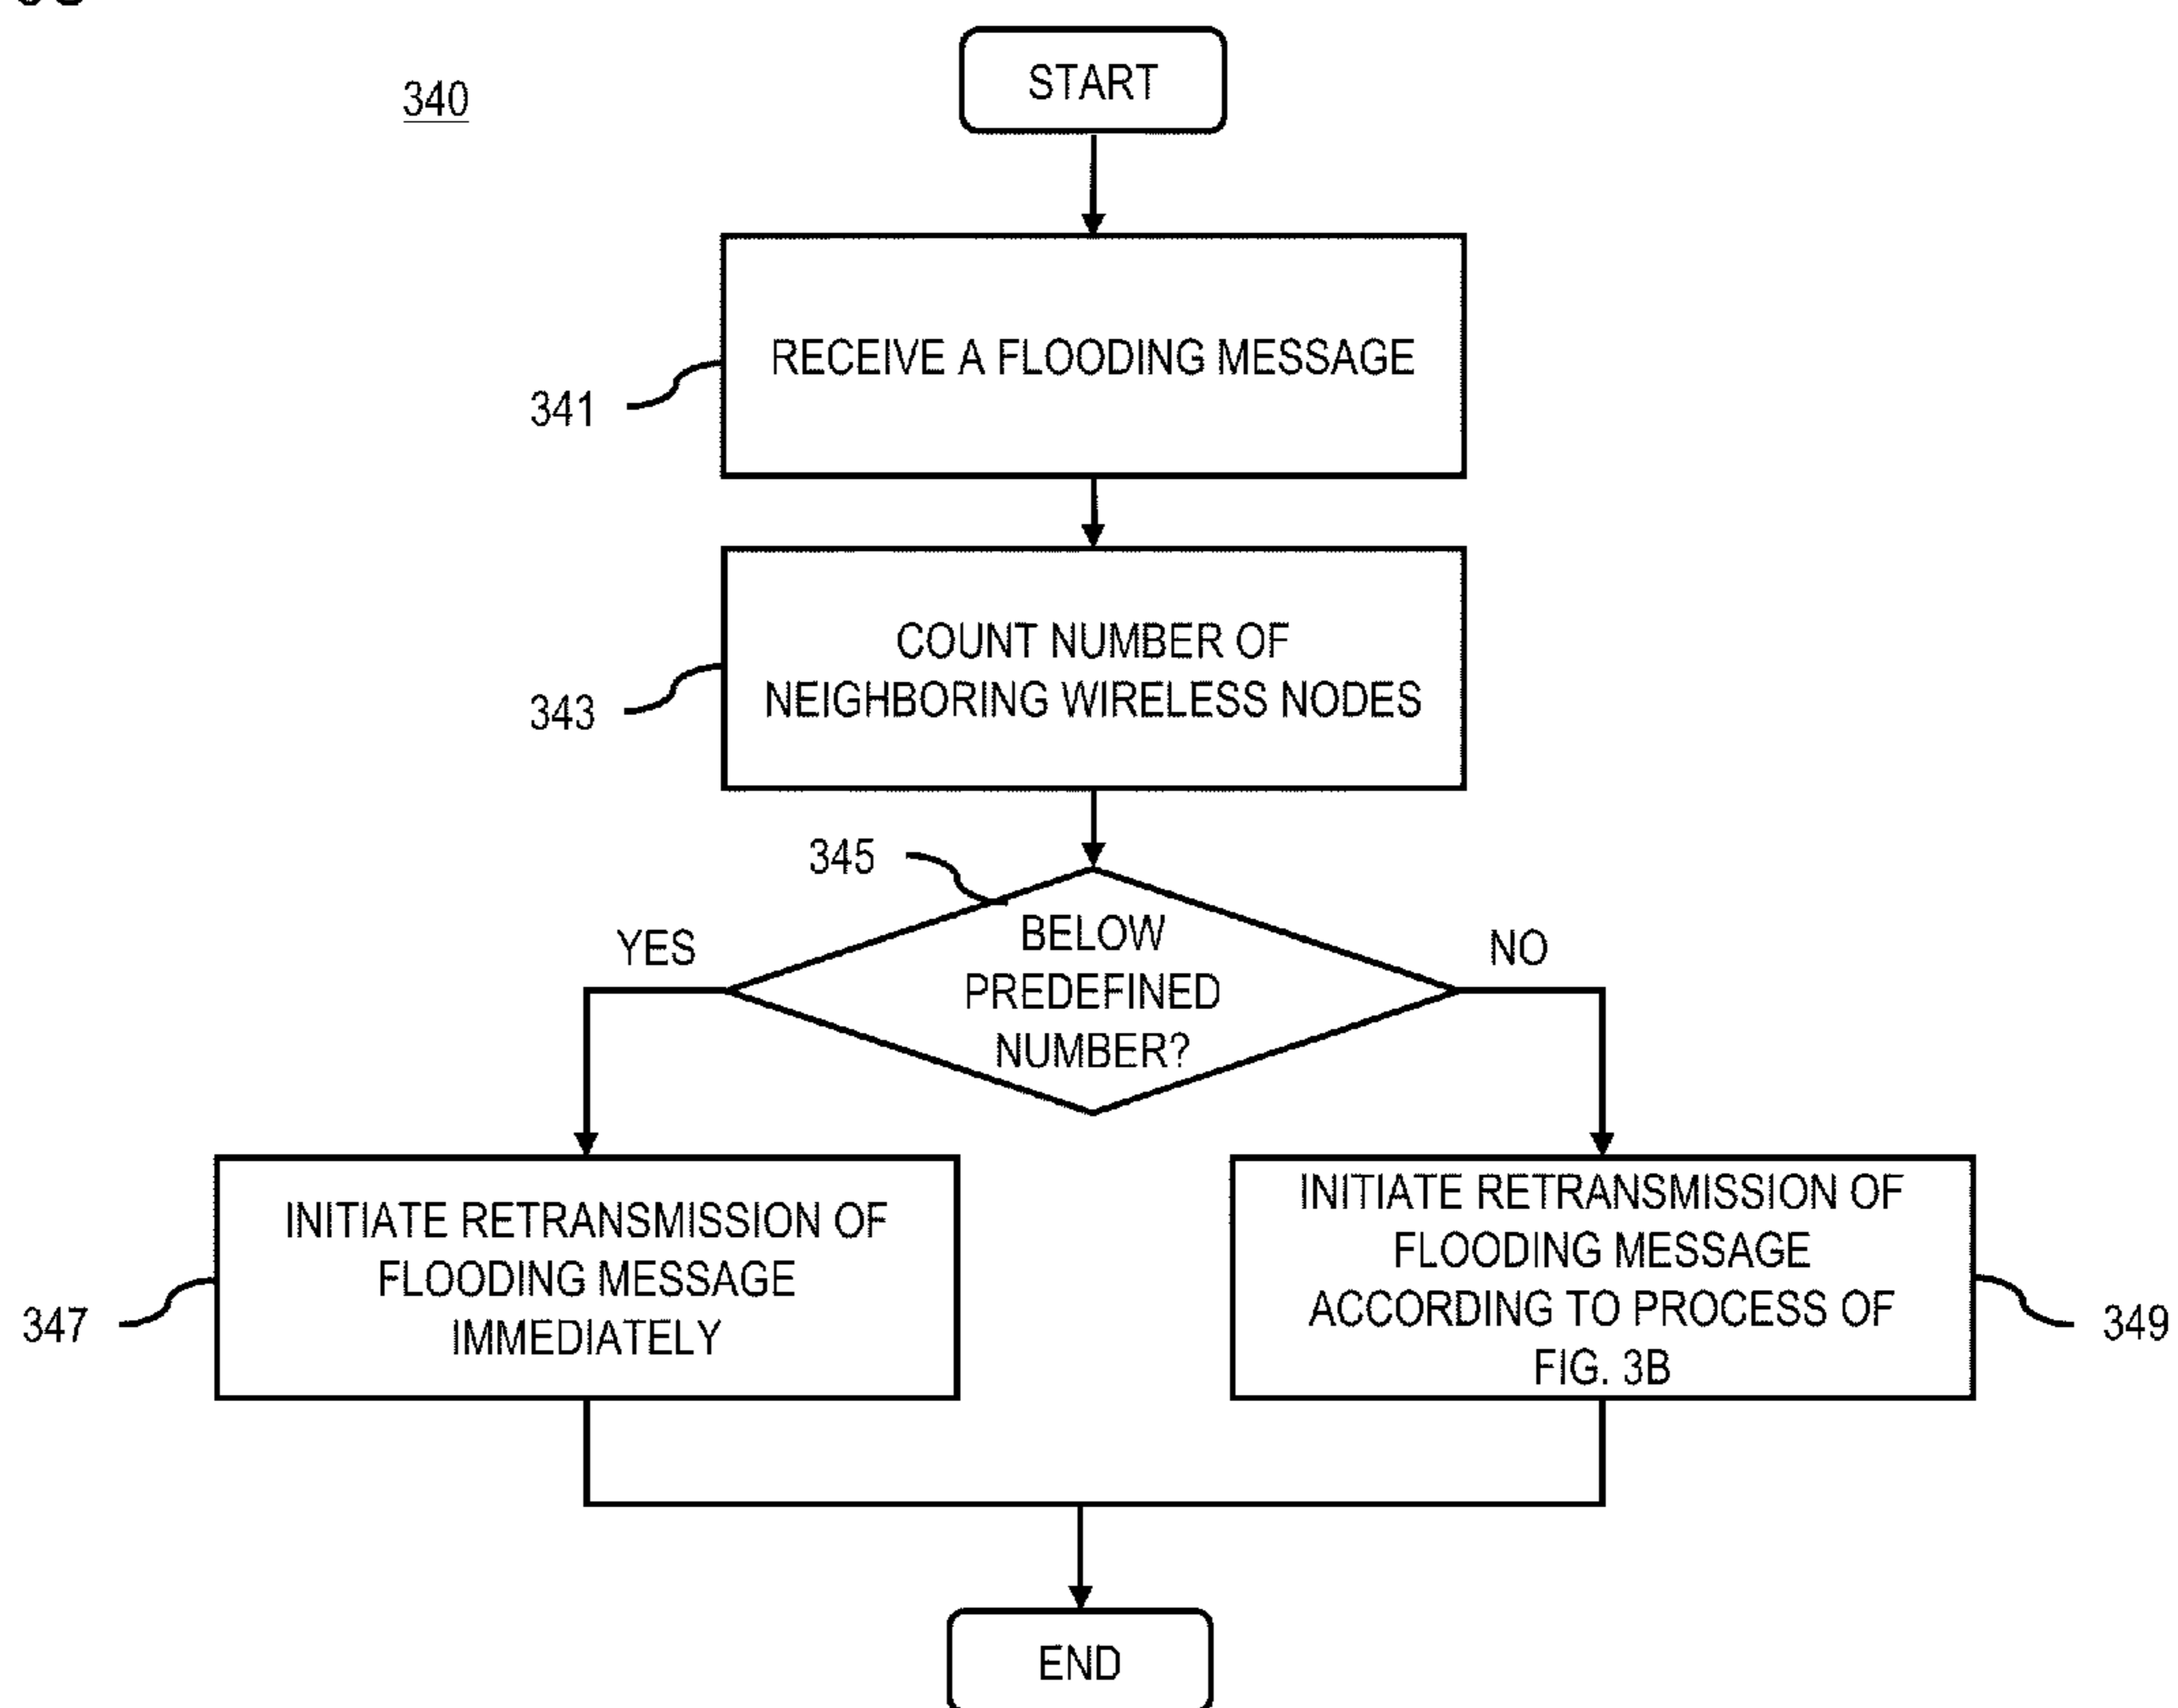 340
START
RECEIVE A FLOODING MESSAGE
341
COUNT NUMBER OF
NEIGHBORING WIRELESS NODES
343
345
BELOW
PREDEFINED
NUMBER?
YES
NO
INITIATE RETRANSMISSION OF
FLOODING MESSAGE
IMMEDIATELY
347
INITIATE RETRANSMISSION OF
FLOODING MESSAGE
ACCORDING TO PROCESS OF
FIG. 3B
349
END